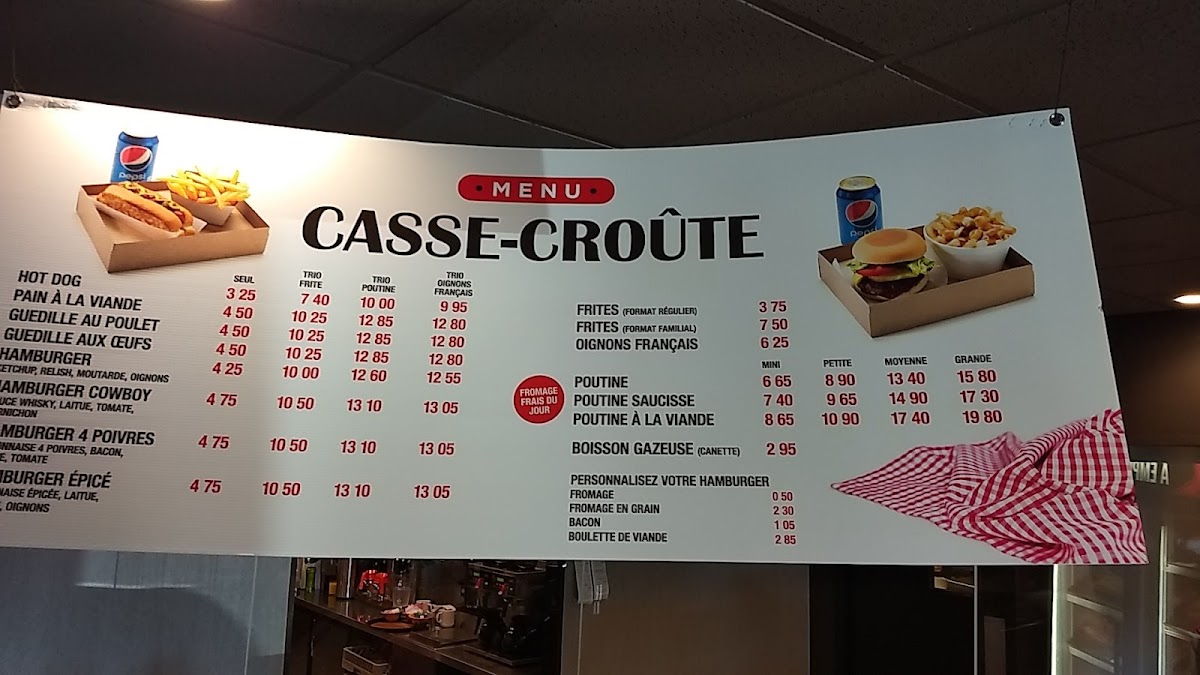 MENU
CASSE-CROÛTE
pepsi
SEUL TRIO FRITE TRIO POUTINE TRIO OIGNONS FRANÇAIS
HOT DOG 3 25 7 40 10 00 9 95
PAIN À LA VIANDE 4 50 10 25 12 85 12 80
GUEDILLE AU POULET 4 50 10 25 12 85 12 80
GUEDILLE AUX ŒUFS 4 50 10 25 12 85 12 80
HAMBURGER 4 25 10 00 12 60 12 55
KETCHUP, RELISH, MOUTARDE, OIGNONS
HAMBURGER COWBOY 4 75 10 50 13 10 13 05
UCE WHISKY, LAITUE, TOMATE,
RNICHON
AMBURGER 4 POIVRES 4 75 10 50 13 10 13 05
ONNAISE 4 POIVRES, BACON,
E, TOMATE
MBURGER ÉPICÉ 4 75 10 50 13 10 13 05
NNAISE ÉPICÉE, LAITUE,
, OIGNONS
pepsi
FRITES (FORMAT RÉGULIER) 3 75
FRITES (FORMAT FAMILIAL) 7 50
OIGNONS FRANÇAIS 6 25
FROMAGE
FRAIS DU
JOUR
MINI PETITE MOYENNE GRANDE
POUTINE 6 65 8 90 13 40 15 80
POUTINE SAUCISSE 7 40 9 65 14 90 17 30
POUTINE À LA VIANDE 8 65 10 90 17 40 19 80
BOISSON GAZEUSE (CANETTE) 2 95
PERSONNALISEZ VOTRE HAMBURGER
FROMAGE 0 50
FROMAGE EN GRAIN 2 30
BACON 1 05
BOULETTE DE VIANDE 2 85